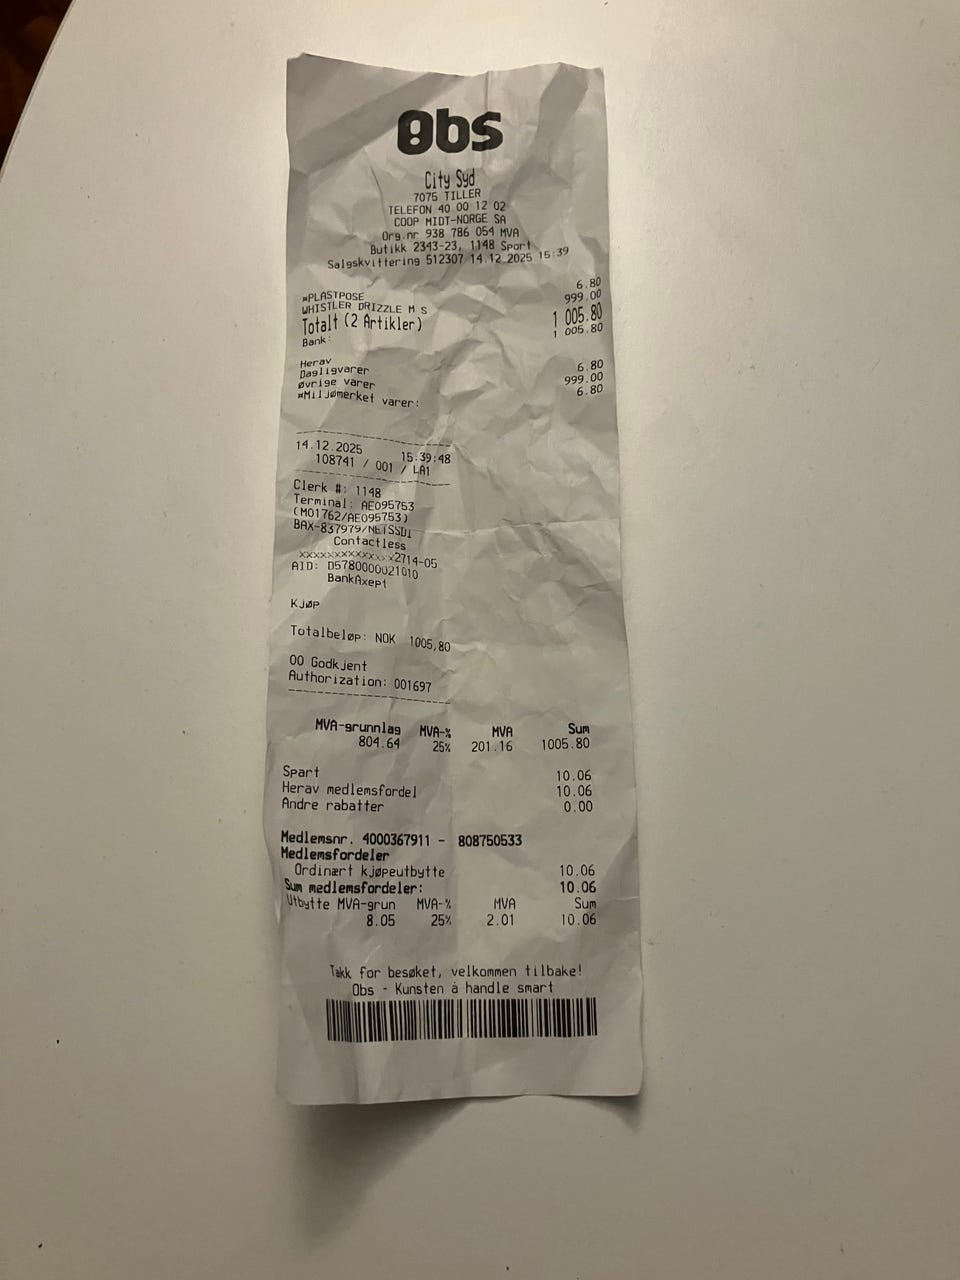 Obs
City Syd
7075 TILLER
TELEFON 40 00 12 02
COOP MIDT-NORGE SA
Org.nr 938 786 054 MVA
Butikk 2343-23, 1148 Sport
Salgskvittering 512307 14.12.2025 15:39
¤PLASTPOSE 6.80
WHISTLER DRIZZLE M S 999.00
Totalt (2 Artikler) 1 005.80
Bank: 1 005.80
Herav
Dagligvarer 6.80
Øvrige varer 999.00
¤Miljømerket varer: 6.80
14.12.2025 15:39:48
108741 / 001 / LA1
Clerk #: 1148
Terminal: AE095753
(M01762/AE095753)
BAX-837979/NETSSD1
Contactless
xxxxxxxxxxxxxx2714-05
AID: D5780000021010
BankAxept
KJØP
Totalbeløp: NOK 1005,80
00 Godkjent
Authorization: 001697
MVA-grunnlag MVA-% MVA Sum
804.64 25% 201.16 1005.80
Spart 10.06
Herav medlemsfordel 10.06
Andre rabatter 0.00
Medlemsnr. 4000367911 - 808750533
Medlemsfordeler
Ordinært kjøpeutbytte 10.06
Sum medlemsfordeler: 10.06
Utbytte MVA-grun MVA-% MVA Sum
8.05 25% 2.01 10.06
Takk for besøket, velkommen tilbake!
Obs - Kunsten å handle smart